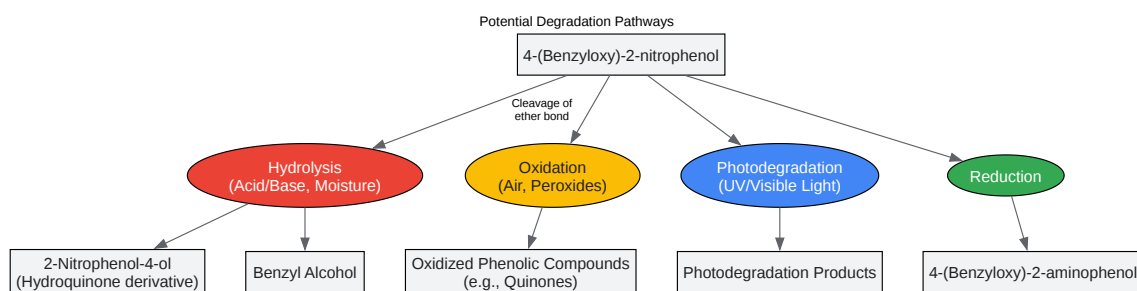 Potential Degradation Pathways
4-(Benzyloxy)-2-nitrophenol
Cleavage of
ether bond
Hydrolysis
(Acid/Base, Moisture)
Oxidation
(Air, Peroxides)
Photodegradation
(UV/Visible Light)
Reduction
2-Nitrophenol-4-ol
(Hydroquinone derivative)
Benzyl Alcohol
Oxidized Phenolic Compounds
(e.g., Quinones)
Photodegradation Products
4-(Benzyloxy)-2-aminophenol